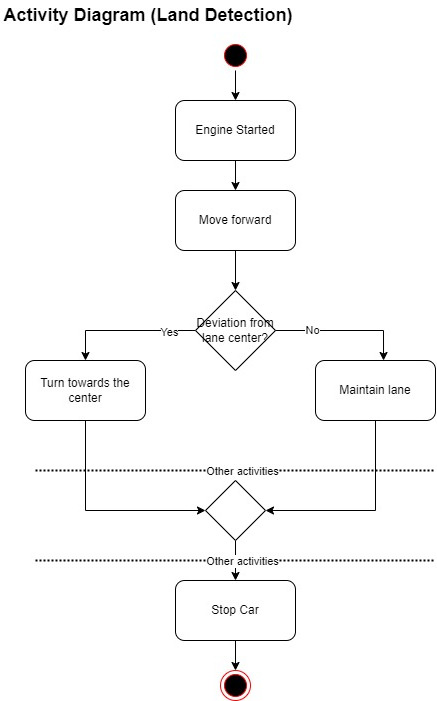 Activity Diagram (Land Detection)
Engine Started
Move forward
Deviation from
lane center?
Yes
No
Turn towards the
center
Maintain lane
Other activities
Other activities
Stop Car